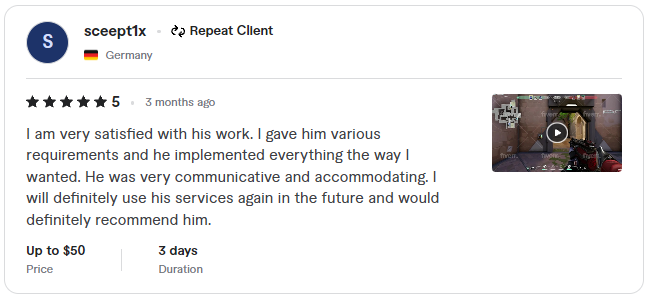 S
sceept1x
Repeat Client
Germany
5
3 months ago
I am very satisfied with his work. I gave him various
requirements and he implemented everything the way I
wanted. He was very communicative and accommodating. I
will definitely use his services again in the future and would
definitely recommend him.
Up to $50
Price
3 days
Duration